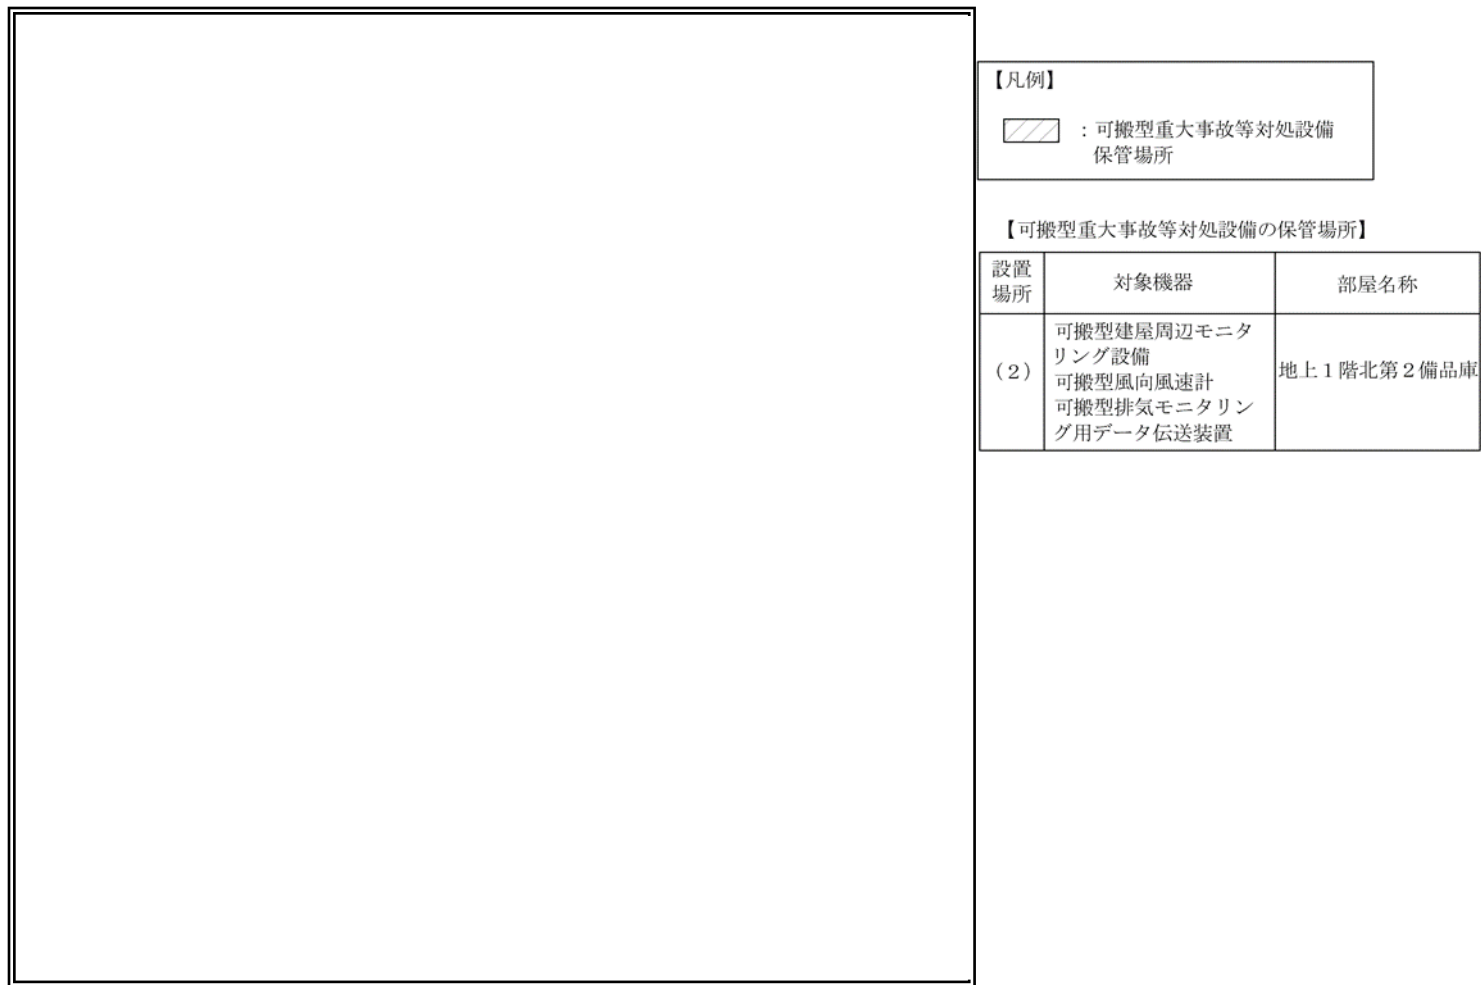 【凡例】
：可搬型重大事故等対処設備
保管場所
【可搬型重大事故等対処設備の保管場所】
設置
場所
対象機器
部屋名称
（２）
可搬型建屋周辺モニタ
リング設備
可搬型風向風速計
可搬型排気モニタリン
グ用データ伝送装置
地上１階北第２備品庫